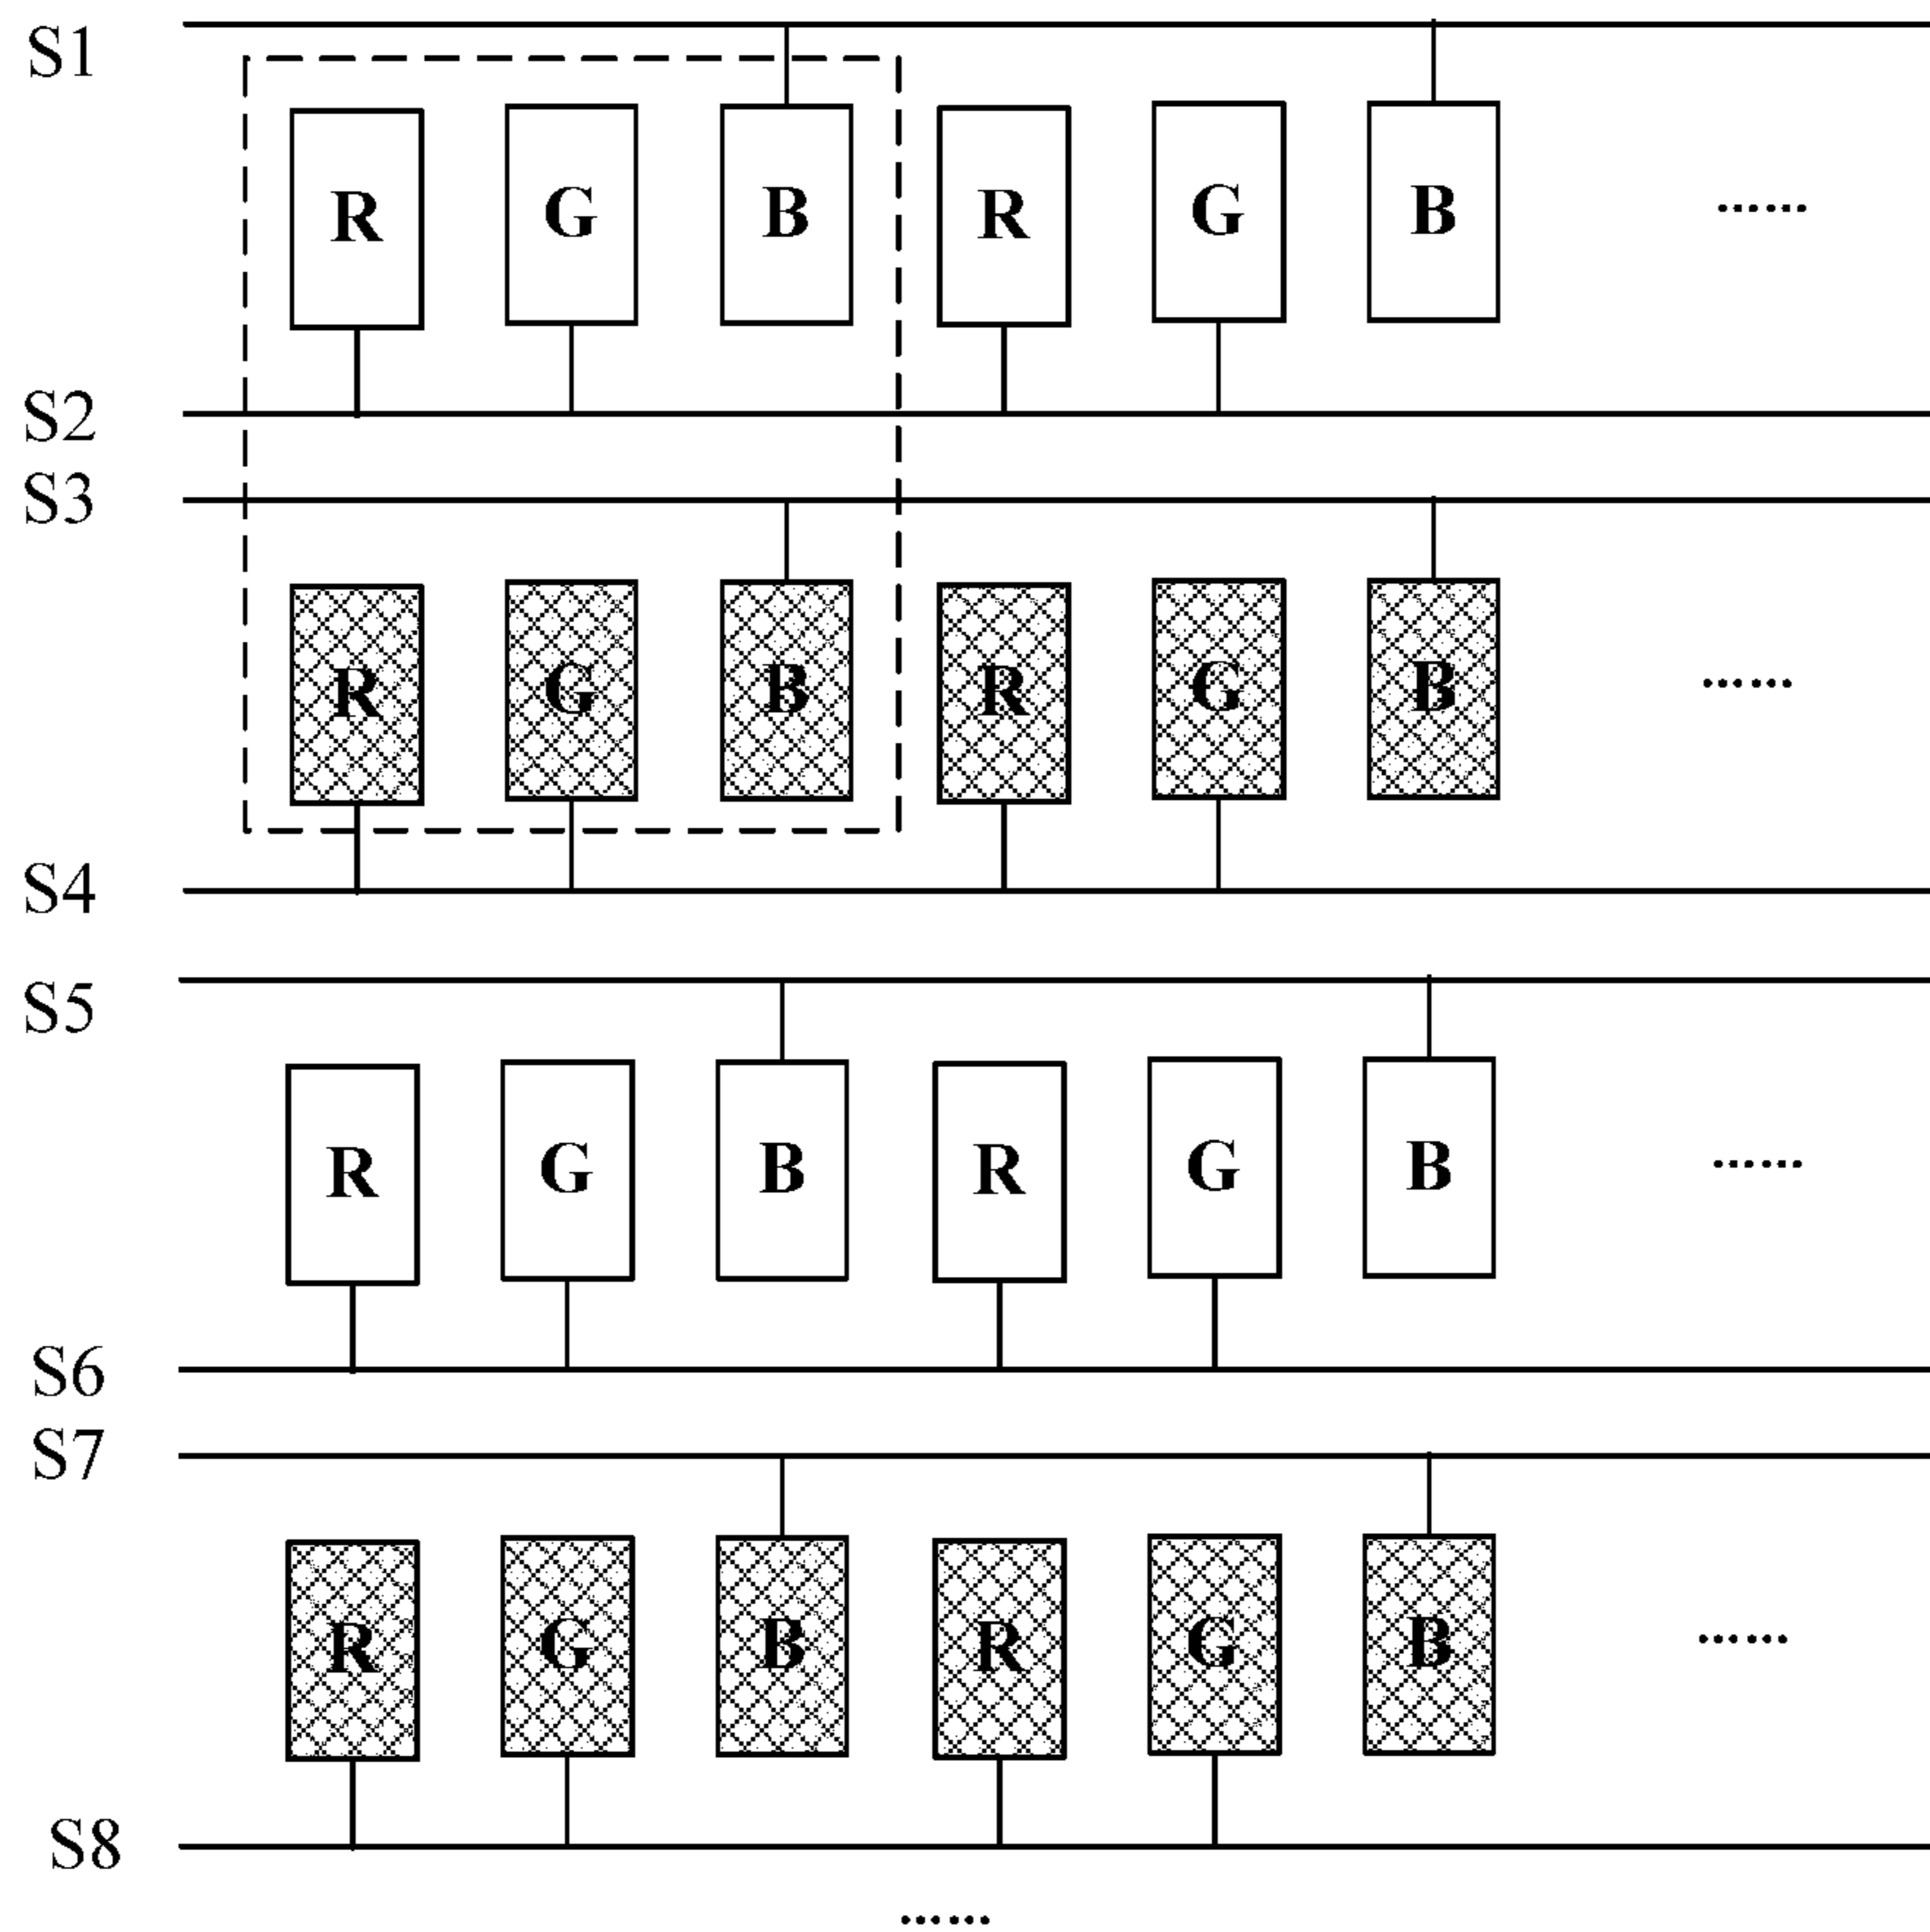 S1
R G B R G B ......
S2
S3
R G B R G B ......
S4
S5
R G B R G B ......
S6
S7
R G B R G B ......
S8
......